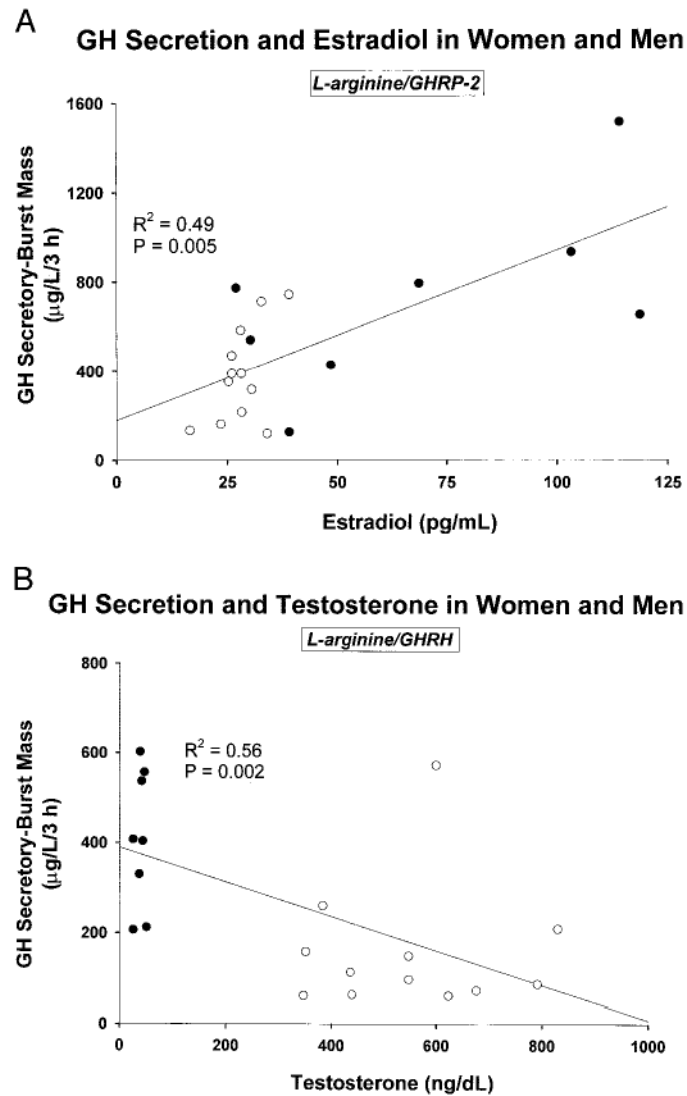 A
GH Secretion and Estradiol in Women and Men
L-arginine/GHRP-2
1600
1200
800
400
0
GH Secretory-Burst Mass
(µg/L/3 h)
R² = 0.49
P = 0.005
0 25 50 75 100 125
Estradiol (pg/mL)
B
GH Secretion and Testosterone in Women and Men
L-arginine/GHRH
800
600
400
200
0
GH Secretory-Burst Mass
(µg/L/3 h)
R² = 0.56
P = 0.002
0 200 400 600 800 1000
Testosterone (ng/dL)